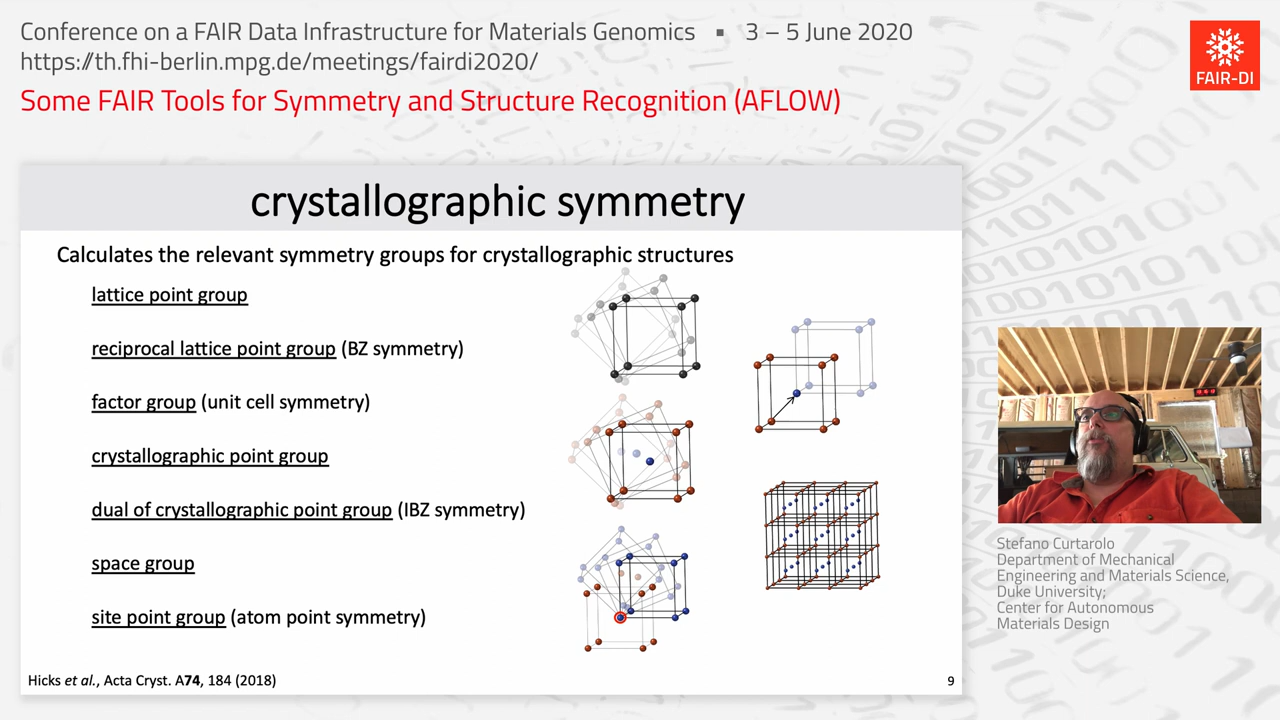 Conference on a FAIR Data Infrastructure for Materials Genomics ▪ 3 – 5 June 2020
https://th.fhi-berlin.mpg.de/meetings/fairdi2020/
Some FAIR Tools for Symmetry and Structure Recognition (AFLOW)
FAIR-DI
crystallographic symmetry
Calculates the relevant symmetry groups for crystallographic structures
lattice point group
reciprocal lattice point group (BZ symmetry)
factor group (unit cell symmetry)
crystallographic point group
dual of crystallographic point group (IBZ symmetry)
space group
site point group (atom point symmetry)
Hicks et al., Acta Cryst. A74, 184 (2018)
9
Stefano Curtarolo
Department of Mechanical
Engineering and Materials Science,
Duke University;
Center for Autonomous
Materials Design